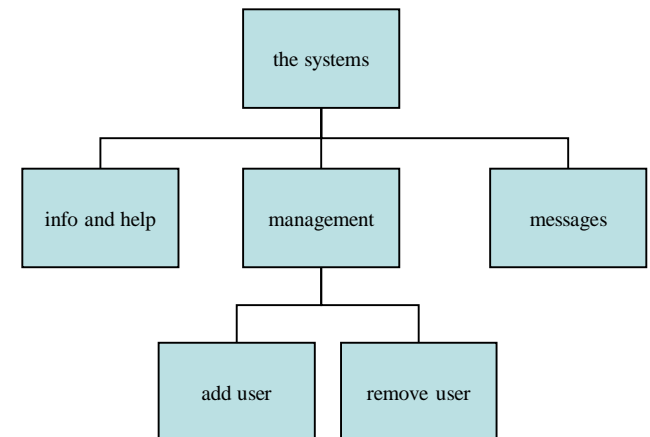 the systems
info and help
management
messages
add user
remove user